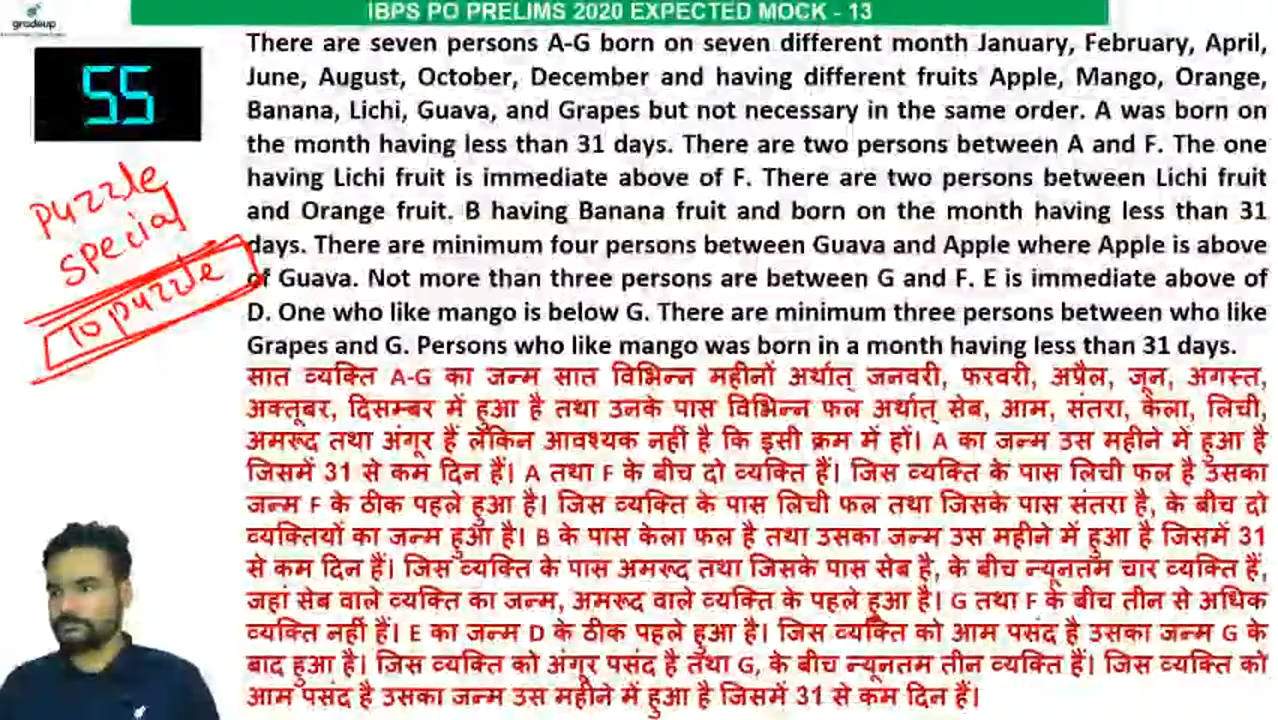 IBPS PO PRELIMS 2020 EXPECTED MOCK - 13
gradeup
55
There are seven persons A-G born on seven different month January, February, April,
June, August, October, December and having different fruits Apple, Mango, Orange,
Banana, Lichi, Guava, and Grapes but not necessary in the same order. A was born on
the month having less than 31 days. There are two persons between A and F. The one
having Lichi fruit is immediate above of F. There are two persons between Lichi fruit
and Orange fruit. B having Banana fruit and born on the month having less than 31
days. There are minimum four persons between Guava and Apple where Apple is above
of Guava. Not more than three persons are between G and F. E is immediate above of
D. One who like mango is below G. There are minimum three persons between who like
Grapes and G. Persons who like mango was born in a month having less than 31 days.
puzzle
special
To puzzle
सात व्यक्ति A-G का जन्म सात विभिन्न महीनों अर्थात् जनवरी, फरवरी, अप्रैल, जून, अगस्त,
अक्तूबर, दिसम्बर में हुआ है तथा उनके पास विभिन्न फल अर्थात् सेब, आम, संतरा, केला, लिची,
अमरूद तथा अंगूर हैं लेकिन आवश्यक नहीं है कि इसी क्रम में हों। A का जन्म उस महीने में हुआ है
जिसमें 31 से कम दिन हैं। A तथा F के बीच दो व्यक्ति हैं। जिस व्यक्ति के पास लिची फल है उसका
जन्म F के ठीक पहले हुआ है। जिस व्यक्ति के पास लिची फल तथा जिसके पास संतरा है, के बीच दो
व्यक्तियों का जन्म हुआ है। B के पास केला फल है तथा उसका जन्म उस महीने में हुआ है जिसमें 31
से कम दिन हैं। जिस व्यक्ति के पास अमरूद तथा जिसके पास सेब है, के बीच न्यूनतम चार व्यक्ति हैं,
जहां सेब वाले व्यक्ति का जन्म, अमरूद वाले व्यक्ति के पहले हुआ है। G तथा F के बीच तीन से अधिक
व्यक्ति नहीं हैं। E का जन्म D के ठीक पहले हुआ है। जिस व्यक्ति को आम पसंद है उसका जन्म G के
बाद हुआ है। जिस व्यक्ति को अंगूर पसंद है तथा G, के बीच न्यूनतम तीन व्यक्ति हैं। जिस व्यक्ति को
आम पसंद है उसका जन्म उस महीने में हुआ है जिसमें 31 से कम दिन हैं।